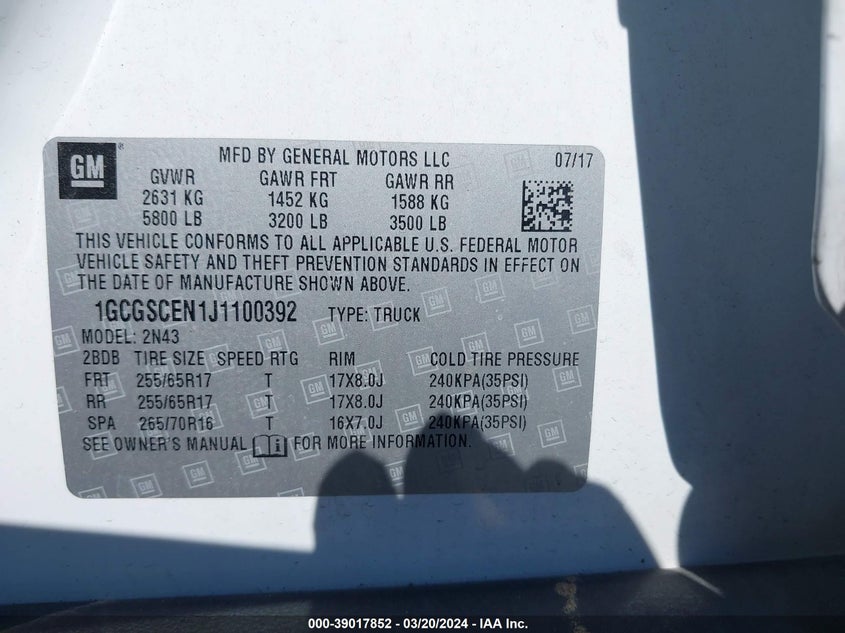 GM
MFD BY GENERAL MOTORS LLC 07/17
GVWR GAWR FRT GAWR RR
2631 KG 1452 KG 1588 KG
5800 LB 3200 LB 3500 LB
THIS VEHICLE CONFORMS TO ALL APPLICABLE U.S. FEDERAL MOTOR
VEHICLE SAFETY AND THEFT PREVENTION STANDARDS IN EFFECT ON
THE DATE OF MANUFACTURE SHOWN ABOVE.
1GCGSCEN1J1100392 TYPE: TRUCK
MODEL: 2N43
2BDB TIRE SIZE SPEED RTG RIM COLD TIRE PRESSURE
FRT 255/65R17 T 17X8.0J 240KPA(35PSI)
RR 255/65R17 T 17X8.0J 240KPA(35PSI)
SPA 265/70R16 T 16X7.0J 240KPA(35PSI)
SEE OWNER'S MANUAL i FOR MORE INFORMATION.
000-39017852 / 03/20/2024 - IAA Inc.